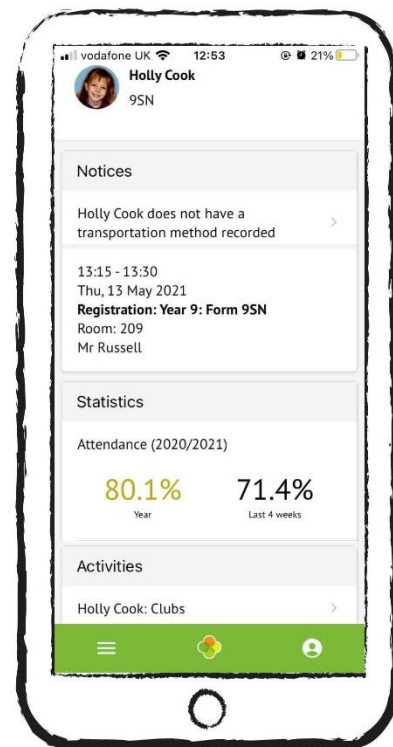 vodafone UK 12:53 21%
Holly Cook
9SN
Notices
Holly Cook does not have a
transportation method recorded
13:15 - 13:30
Thu, 13 May 2021
Registration: Year 9: Form 9SN
Room: 209
Mr Russell
Statistics
Attendance (2020/2021)
80.1% 71.4%
Year Last 4 weeks
Activities
Holly Cook: Clubs